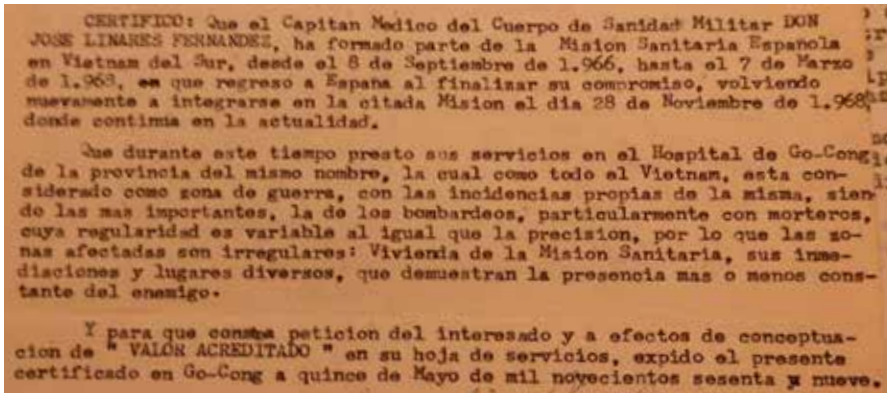 CERTIFICO: Que el Capitan Medico del Cuerpo de Sanidad Militar DON
JOSE LINARES FERNANDEZ, ha formado parte de la Mision Sanitaria Española
en Vietnam del Sur, desde el 8 de Septiembre de 1.966, hasta el 7 de Marzo
de 1.968, en que regreso a España al finalizar su compromiso, volviendo
nuevamente a integrarse en la citada Mision el dia 28 de Noviembre de 1.968,
donde continua en la actualidad.
Que durante este tiempo presto sus servicios en el Hospital de Go-Cong
de la provincia del mismo nombre, la cual como todo el Vietnam, esta con-
siderado como zona de guerra, con las incidencias propias de la misma, sien-
do las mas importantes, la de los bombardeos, particularmente con morteros,
cuya regularidad es variable al igual que la precision, por lo que las zo-
nas afectadas son irregulares: Vivienda de la Mision Sanitaria, sus inme-
diaciones y lugares diversos, que demuestran la presencia mas o menos cons-
tante del enemigo.
Y para que consta peticion del interesado y a efectos de conceptua-
cion de " VALOR ACREDITADO " en su hoja de servicios, expido el presente
certificado en Go-Cong a quince de Mayo de mil novecientos sesenta y nueve.